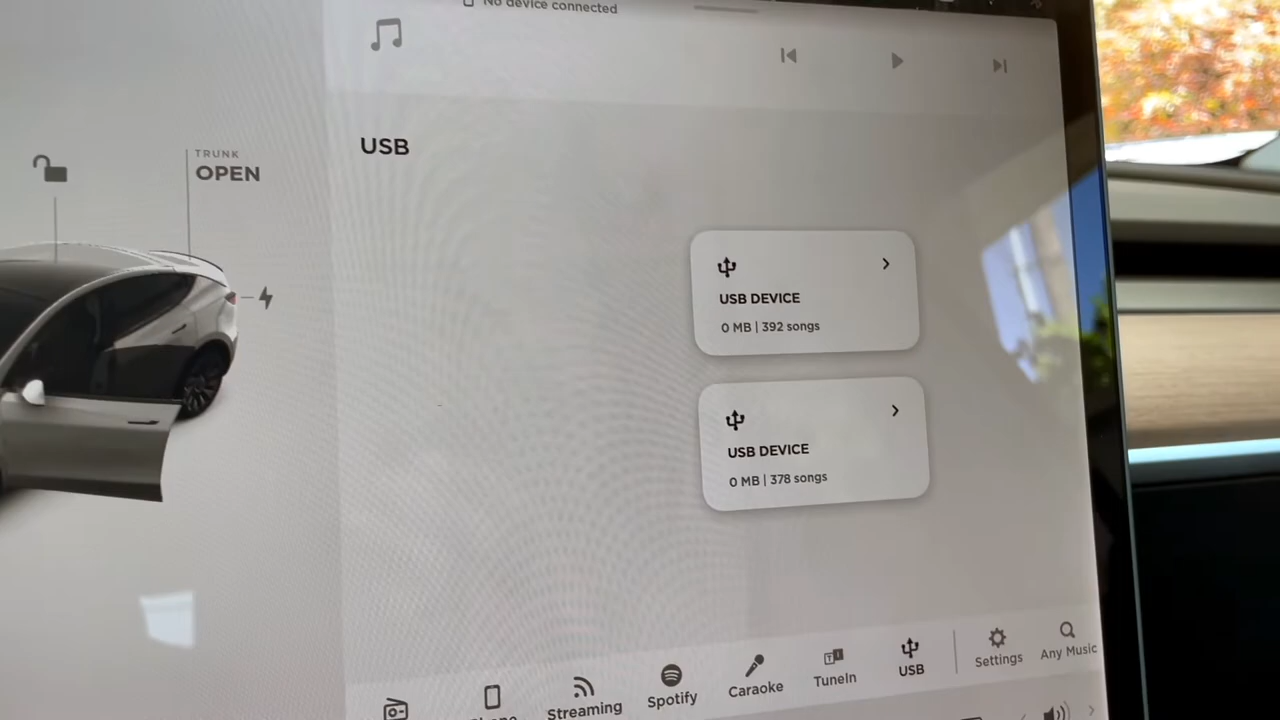 No device connected
TRUNK
OPEN
USB
USB DEVICE
0 MB | 392 songs
USB DEVICE
0 MB | 378 songs
Streaming
Spotify
Caraoke
TuneIn
USB
Settings
Any Music